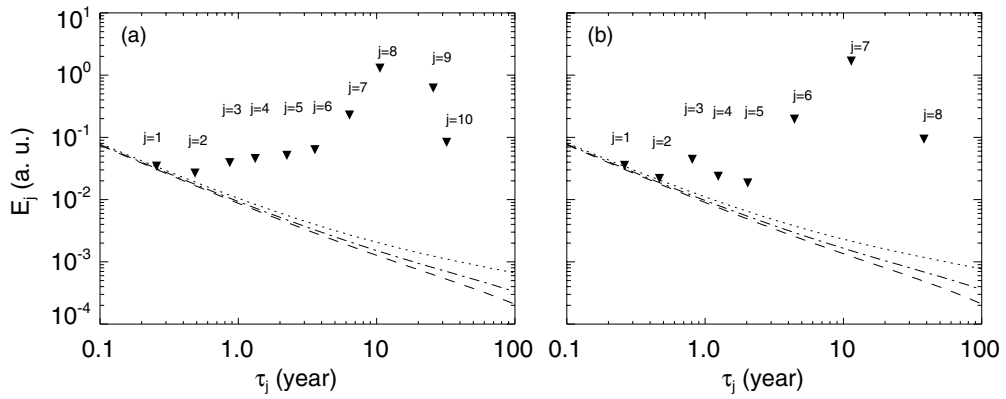 (a)
j=8
j=9
j=7
j=3
j=4
j=5
j=6
j=10
j=1
j=2
E_j (a. u.)
10^1
10^0
10^-1
10^-2
10^-3
10^-4
0.1
1.0
10
100
τ_j (year)
(b)
j=7
j=6
j=3
j=4
j=5
j=8
j=1
j=2
0.1
1.0
10
100
τ_j (year)